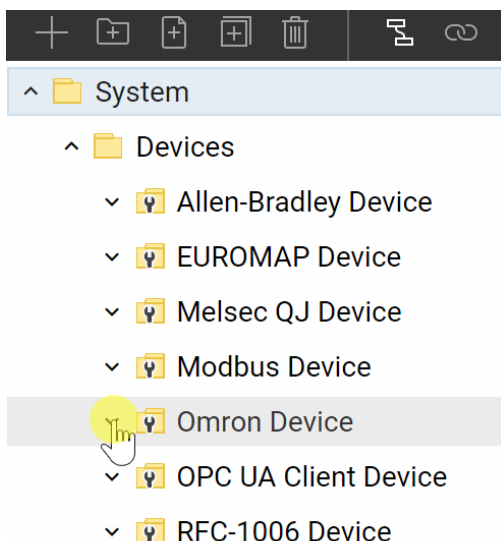 System
Devices
Allen-Bradley Device
EUROMAP Device
Melsec QJ Device
Modbus Device
Omron Device
OPC UA Client Device
RFC-1006 Device